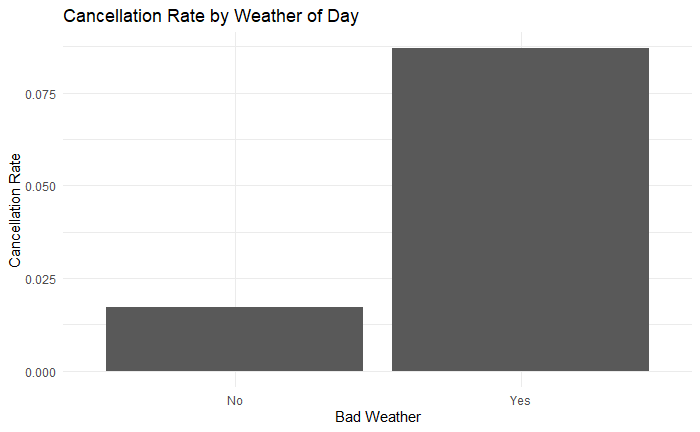 Cancellation Rate by Weather of Day
Cancellation Rate
0.075
0.050
0.025
0.000
No Yes
Bad Weather